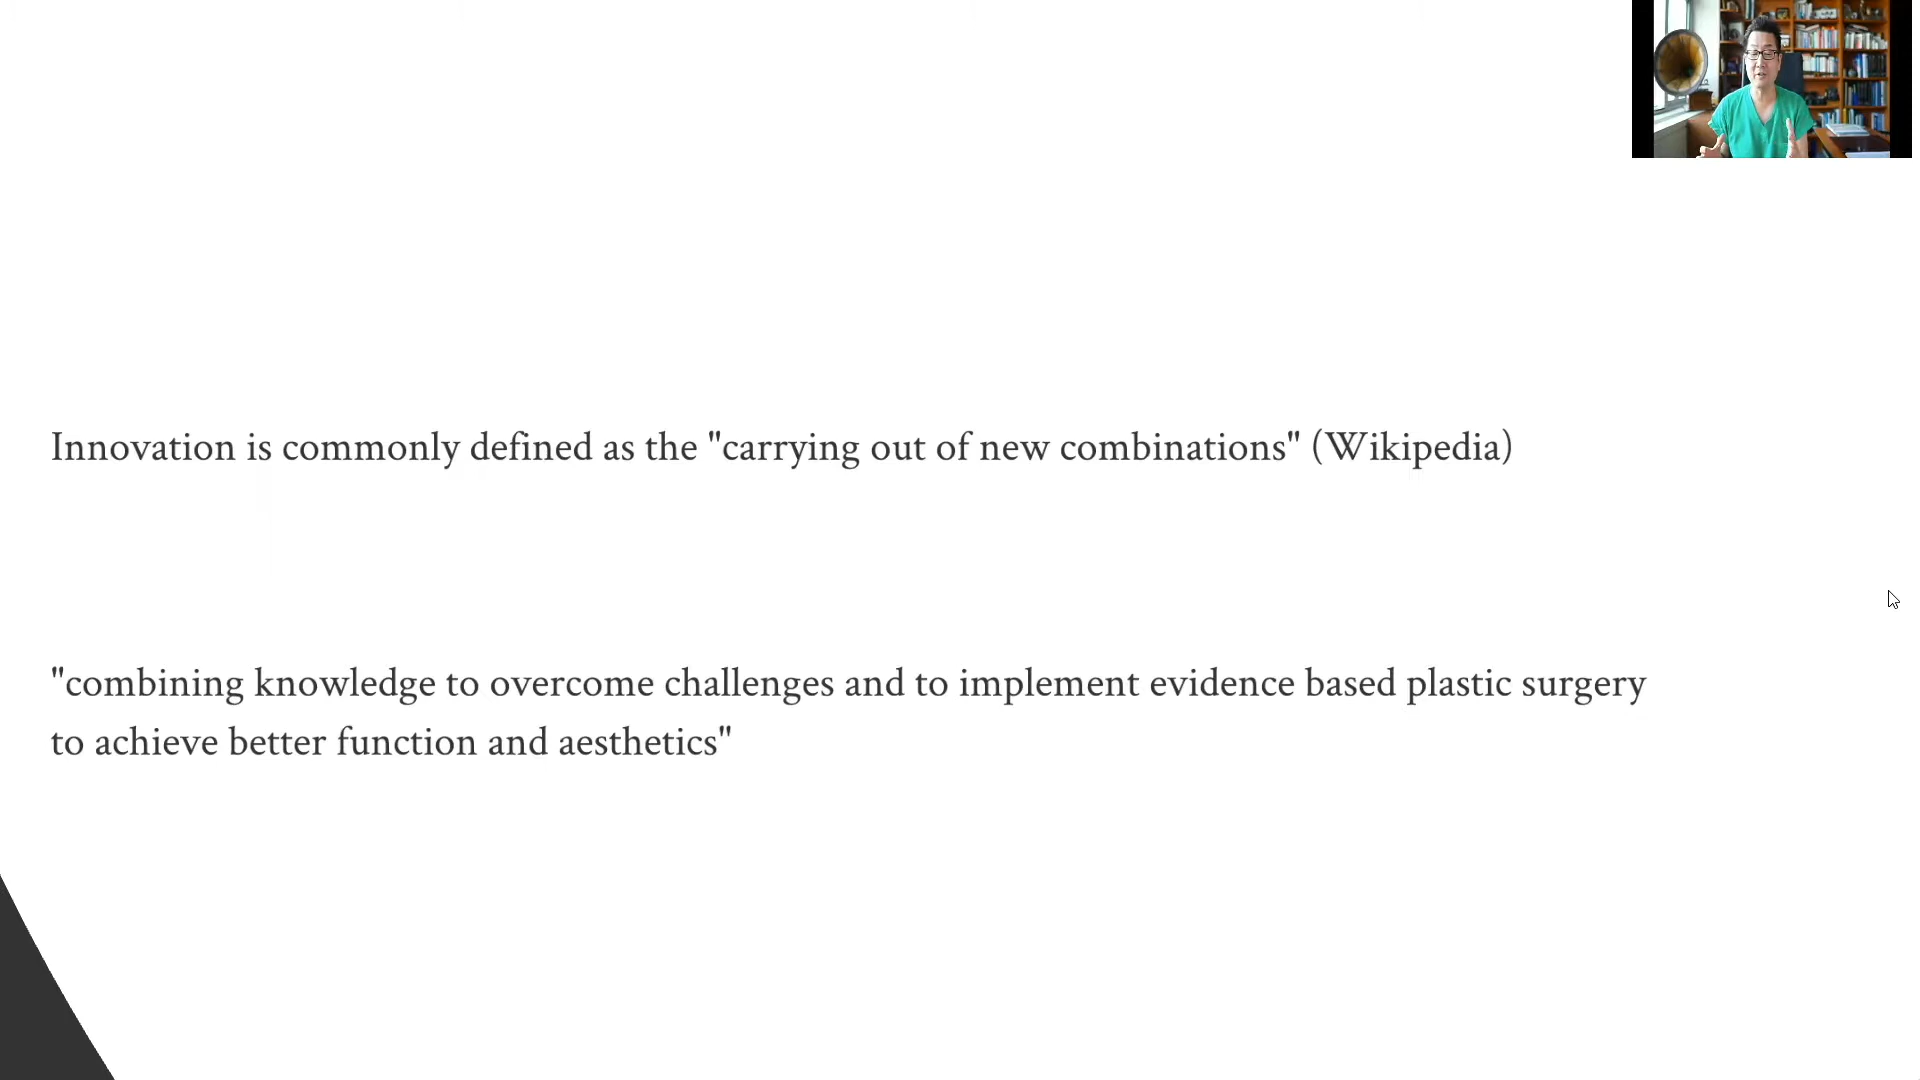 Innovation is commonly defined as the "carrying out of new combinations" (Wikipedia)
"combining knowledge to overcome challenges and to implement evidence based plastic surgery
to achieve better function and aesthetics"